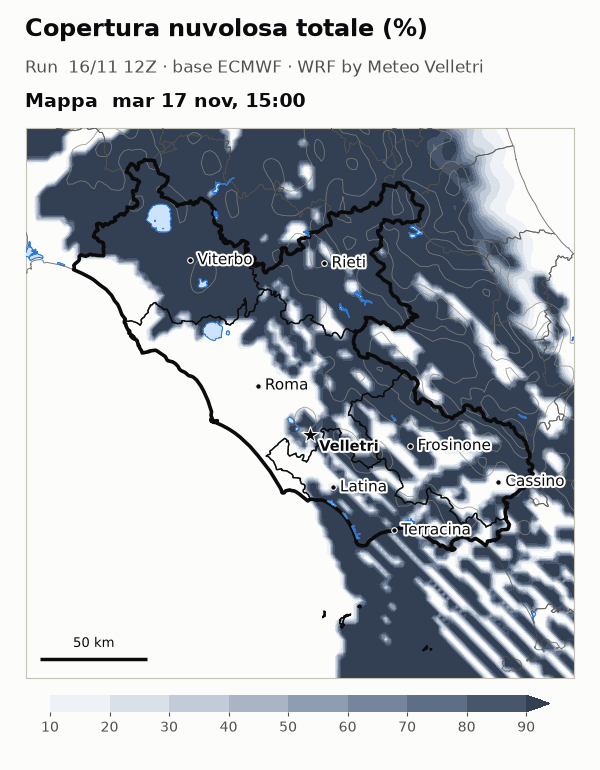 Copertura nuvolosa totale (%)
Run 16/11 12Z · base ECMWF · WRF by Meteo Velletri
Mappa mar 17 nov, 15:00
Viterbo
Rieti
Roma
Velletri
Frosinone
Cassino
Latina
Terracina
50 km
10 20 30 40 50 60 70 80 90